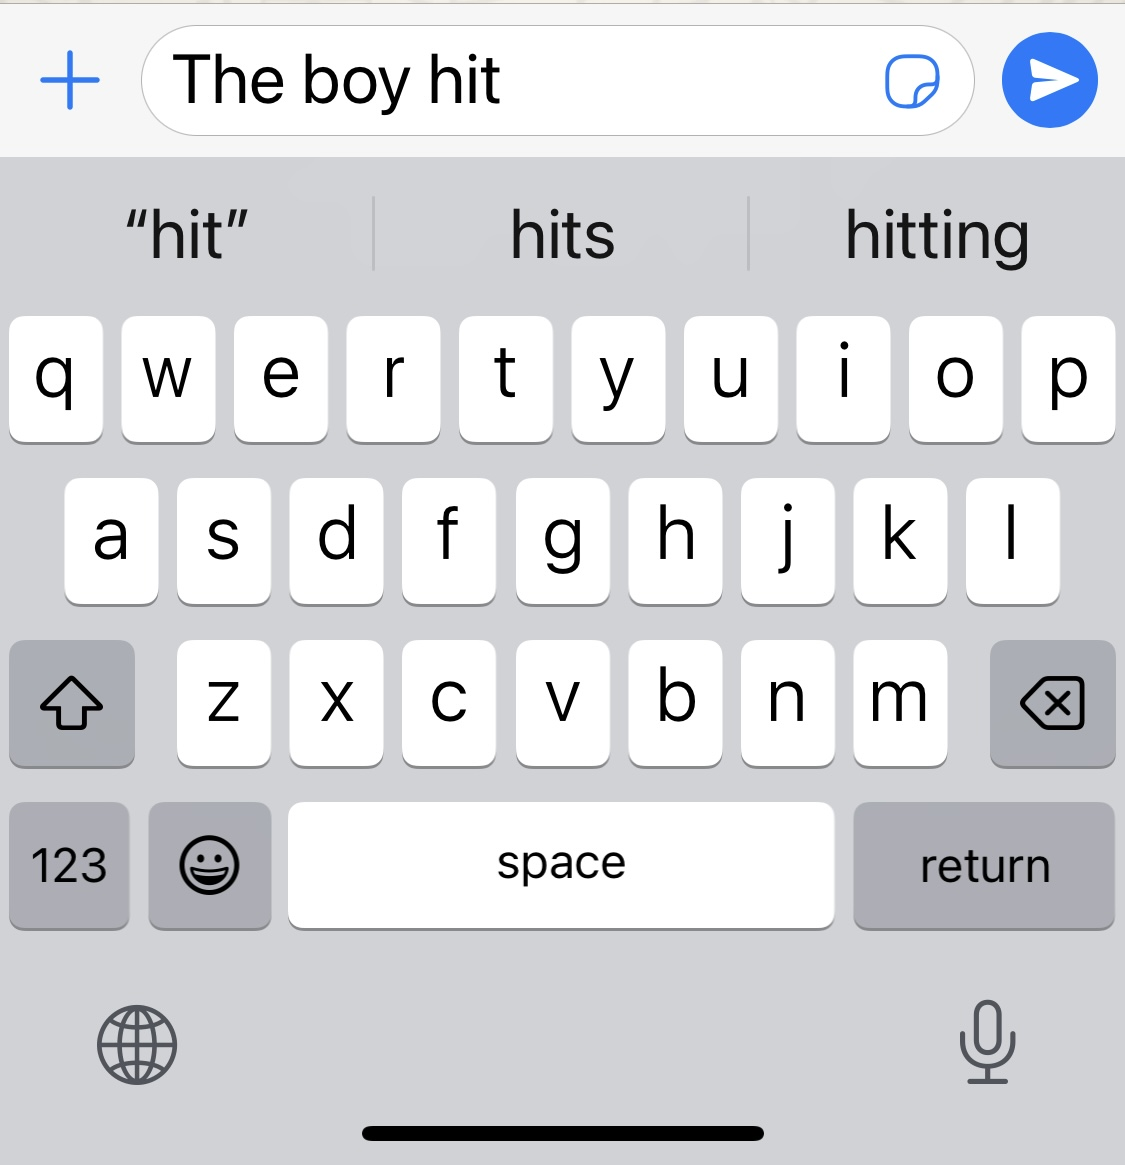 The boy hit
“hit” hits hitting
q w e r t y u i o p
a s d f g h j k l
z x c v b n m
123 space return